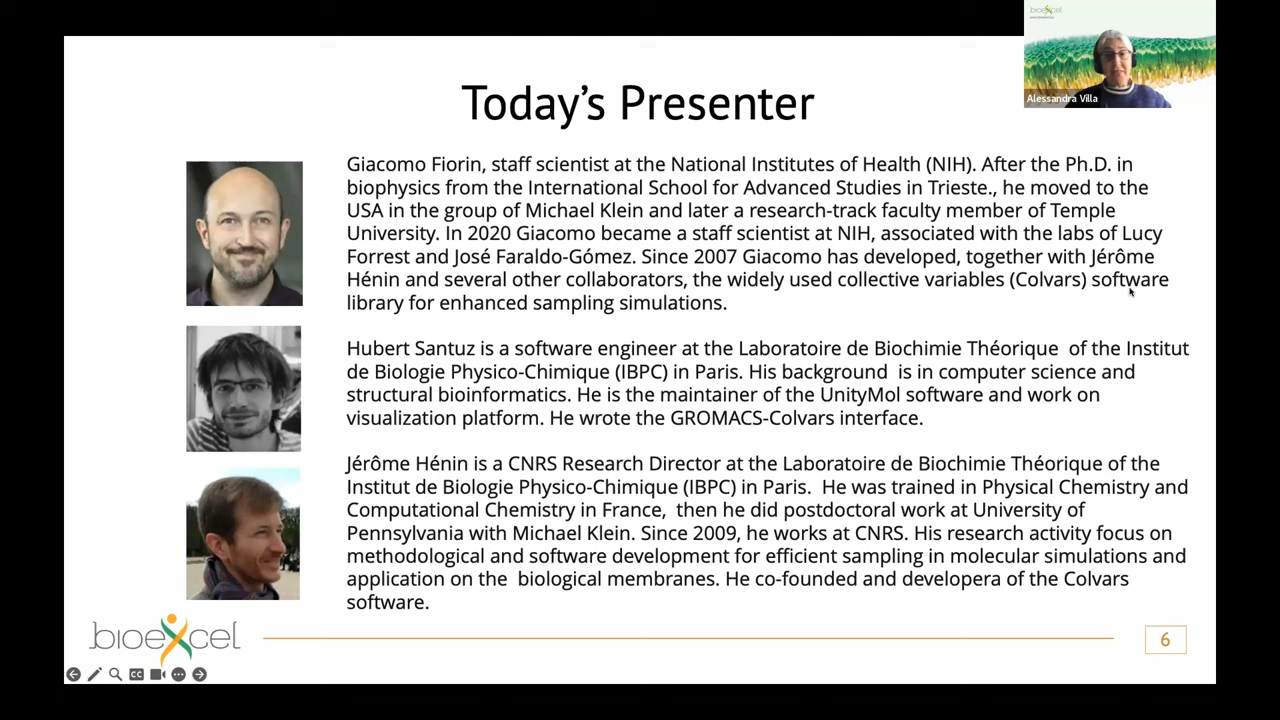 bioexcel
Alessandra Villa
Today's Presenter
Giacomo Fiorin, staff scientist at the National Institutes of Health (NIH). After the Ph.D. in
biophysics from the International School for Advanced Studies in Trieste., he moved to the
USA in the group of Michael Klein and later a research-track faculty member of Temple
University. In 2020 Giacomo became a staff scientist at NIH, associated with the labs of Lucy
Forrest and José Faraldo-Gómez. Since 2007 Giacomo has developed, together with Jérôme
Hénin and several other collaborators, the widely used collective variables (Colvars) software
library for enhanced sampling simulations.
Hubert Santuz is a software engineer at the Laboratoire de Biochimie Théorique of the Institut
de Biologie Physico-Chimique (IBPC) in Paris. His background is in computer science and
structural bioinformatics. He is the maintainer of the UnityMol software and work on
visualization platform. He wrote the GROMACS-Colvars interface.
Jérôme Hénin is a CNRS Research Director at the Laboratoire de Biochimie Théorique of the
Institut de Biologie Physico-Chimique (IBPC) in Paris. He was trained in Physical Chemistry and
Computational Chemistry in France, then he did postdoctoral work at University of
Pennsylvania with Michael Klein. Since 2009, he works at CNRS. His research activity focus on
methodological and software development for efficient sampling in molecular simulations and
application on the biological membranes. He co-founded and developera of the Colvars
software.
bioexcel
6
CC